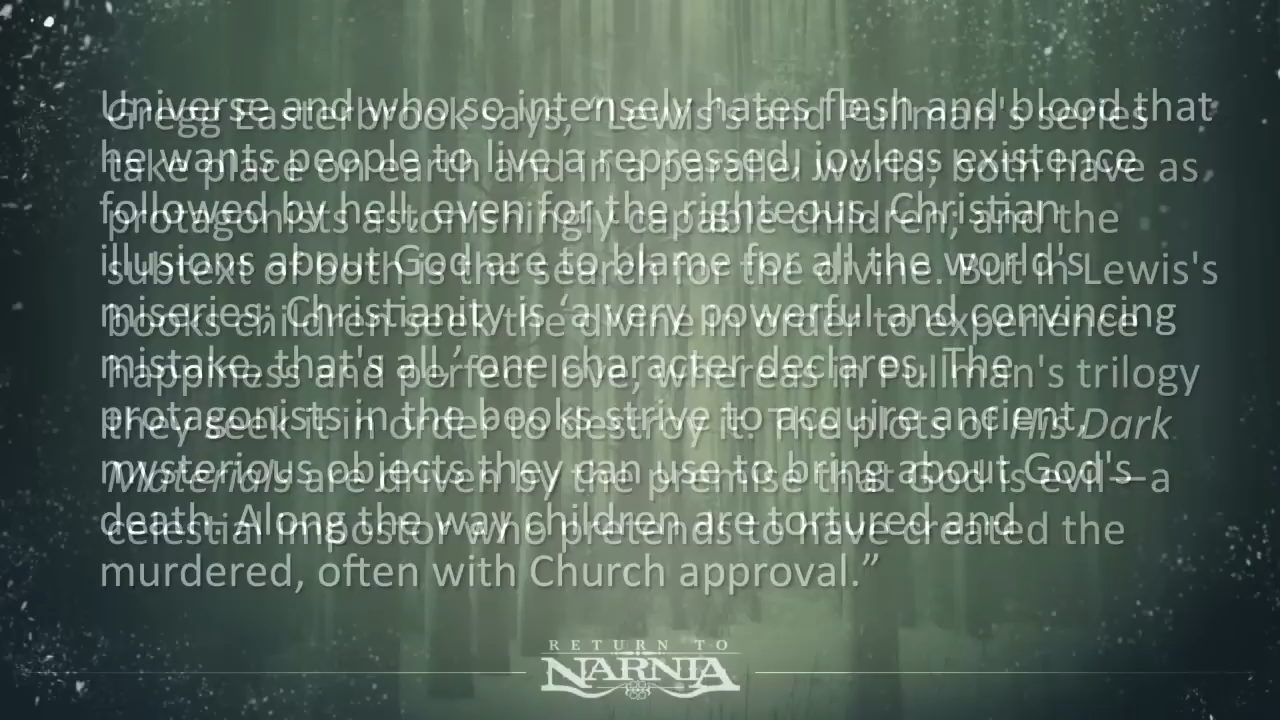 Gregg Easterbrook says, “Lewis's and Pullman's series
take place on earth and in a parallel world, both have as
protagonists astonishingly capable children, and the
subtext of both is the search for the divine. But in Lewis's
books children seek the divine in order to experience
happiness and perfect love, whereas in Pullman's trilogy
they seek it in order to destroy it. The plots of His Dark
Materials are driven by the premise that God is evil—a
celestial impostor who pretends to have created the
Universe and who so intensely hates flesh and blood that
he wants people to live a repressed, joyless existence
followed by hell, even for the righteous. Christian
illusions about God are to blame for all the world's
miseries; Christianity is ‘a very powerful and convincing
mistake, that's all,’ one character declares. The
protagonists in the books strive to acquire ancient,
mysterious objects they can use to bring about God's
death. Along the way children are tortured and
murdered, often with Church approval.”
RETURN TO
NARNIA